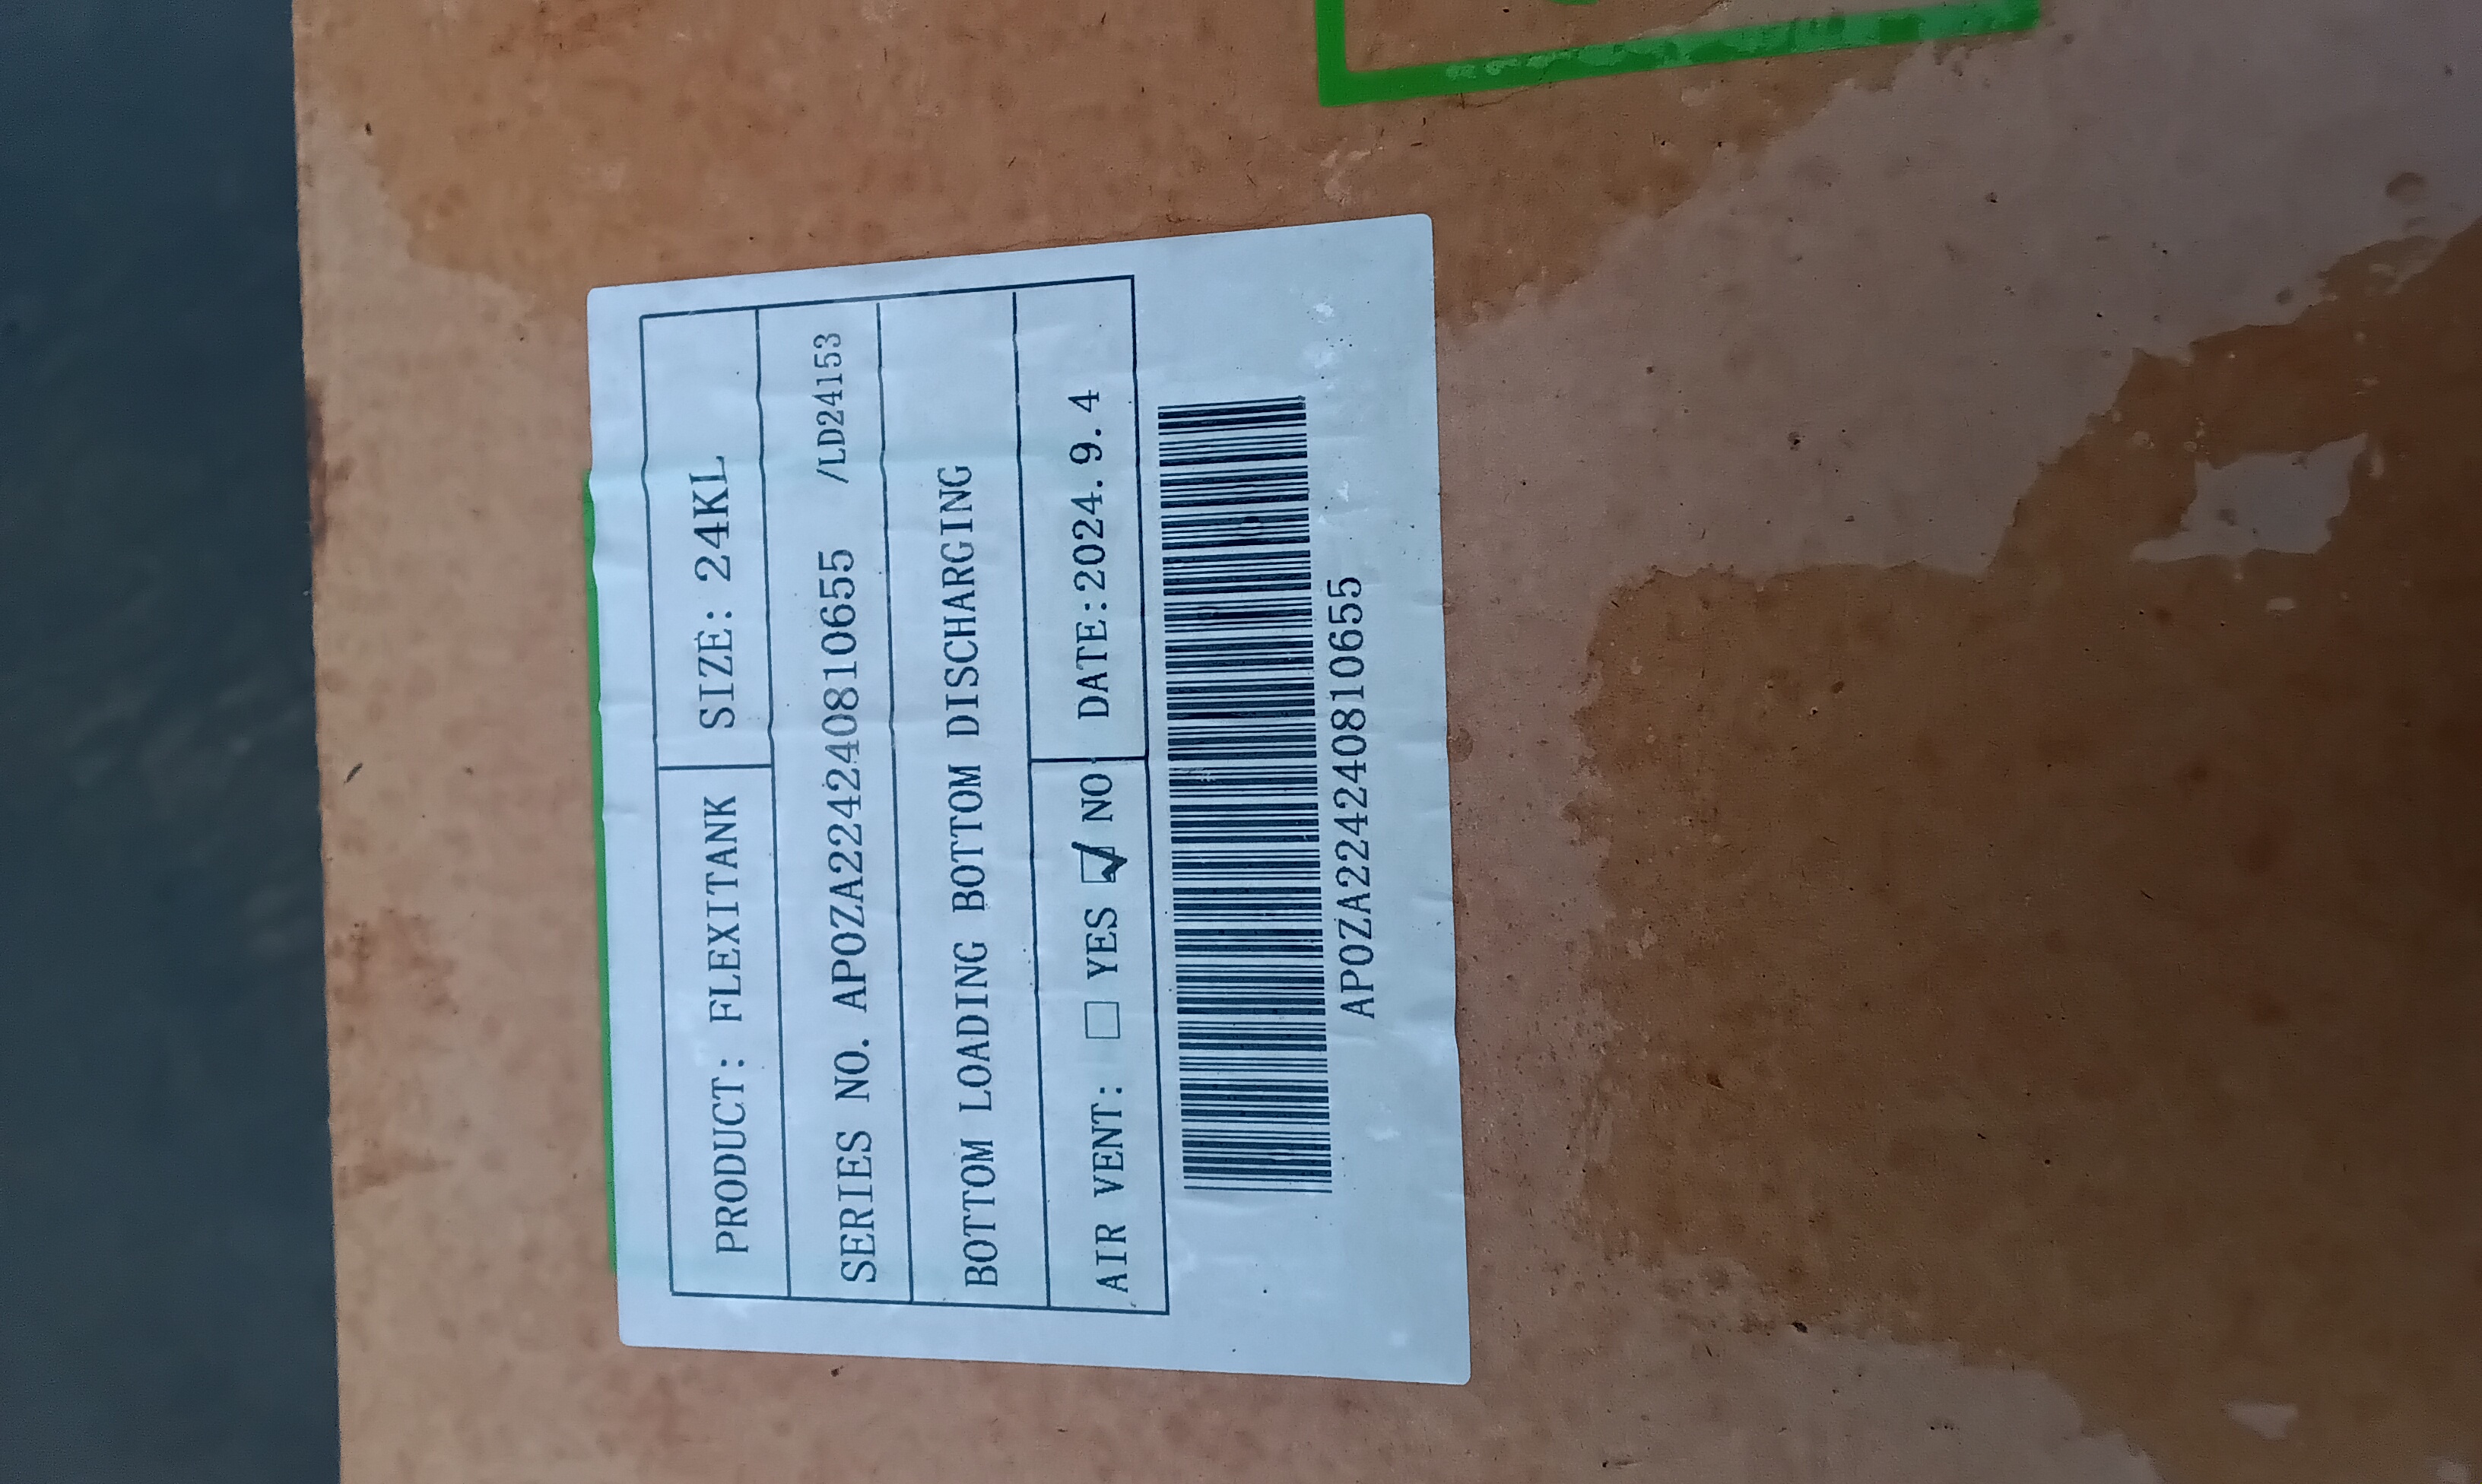 PRODUCT: FLEXITANK SIZE: 24KL
SERIES NO. APOZA224240810655 /LD24153
BOTTOM LOADING BOTTOM DISCHARGING
AIR VENT: ☐ YES ☑ NO DATE:2024.9.4
APOZA224240810655